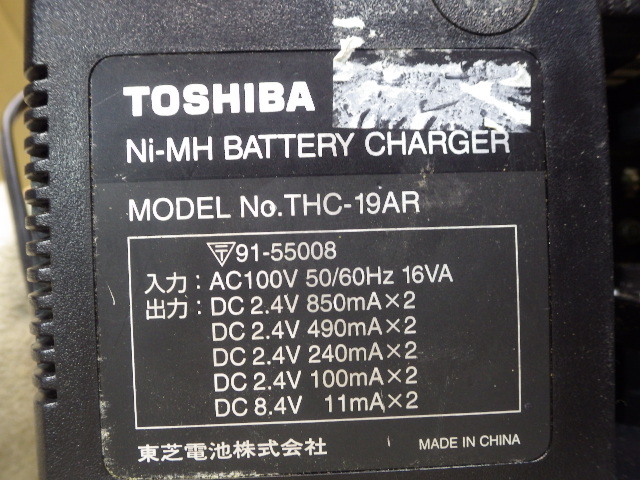 TOSHIBA
Ni-MH BATTERY CHARGER
MODEL No.THC-19AR
〒91-55008
入力：AC100V 50/60Hz 16VA
出力：DC 2.4V 850mA×2
DC 2.4V 490mA×2
DC 2.4V 240mA×2
DC 2.4V 100mA×2
DC 8.4V 11mA×2
東芝電池株式会社
MADE IN CHINA